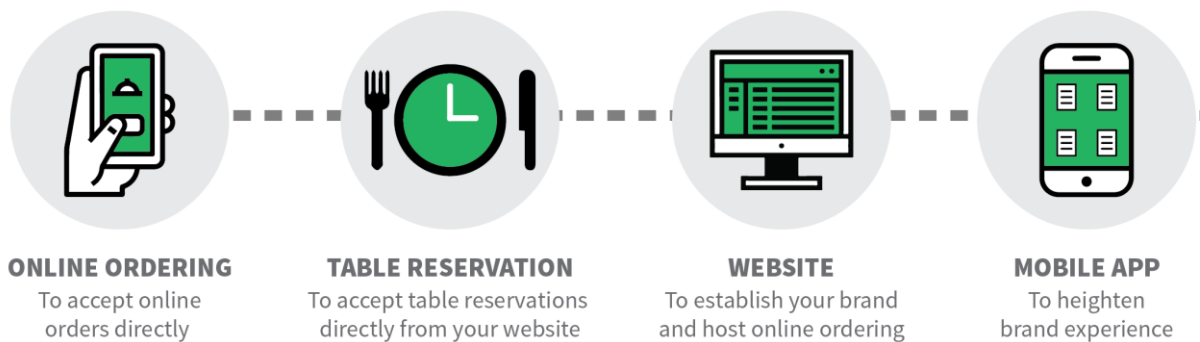 ONLINE ORDERING
To accept online
orders directly
TABLE RESERVATION
To accept table reservations
directly from your website
WEBSITE
To establish your brand
and host online ordering
MOBILE APP
To heighten
brand experience